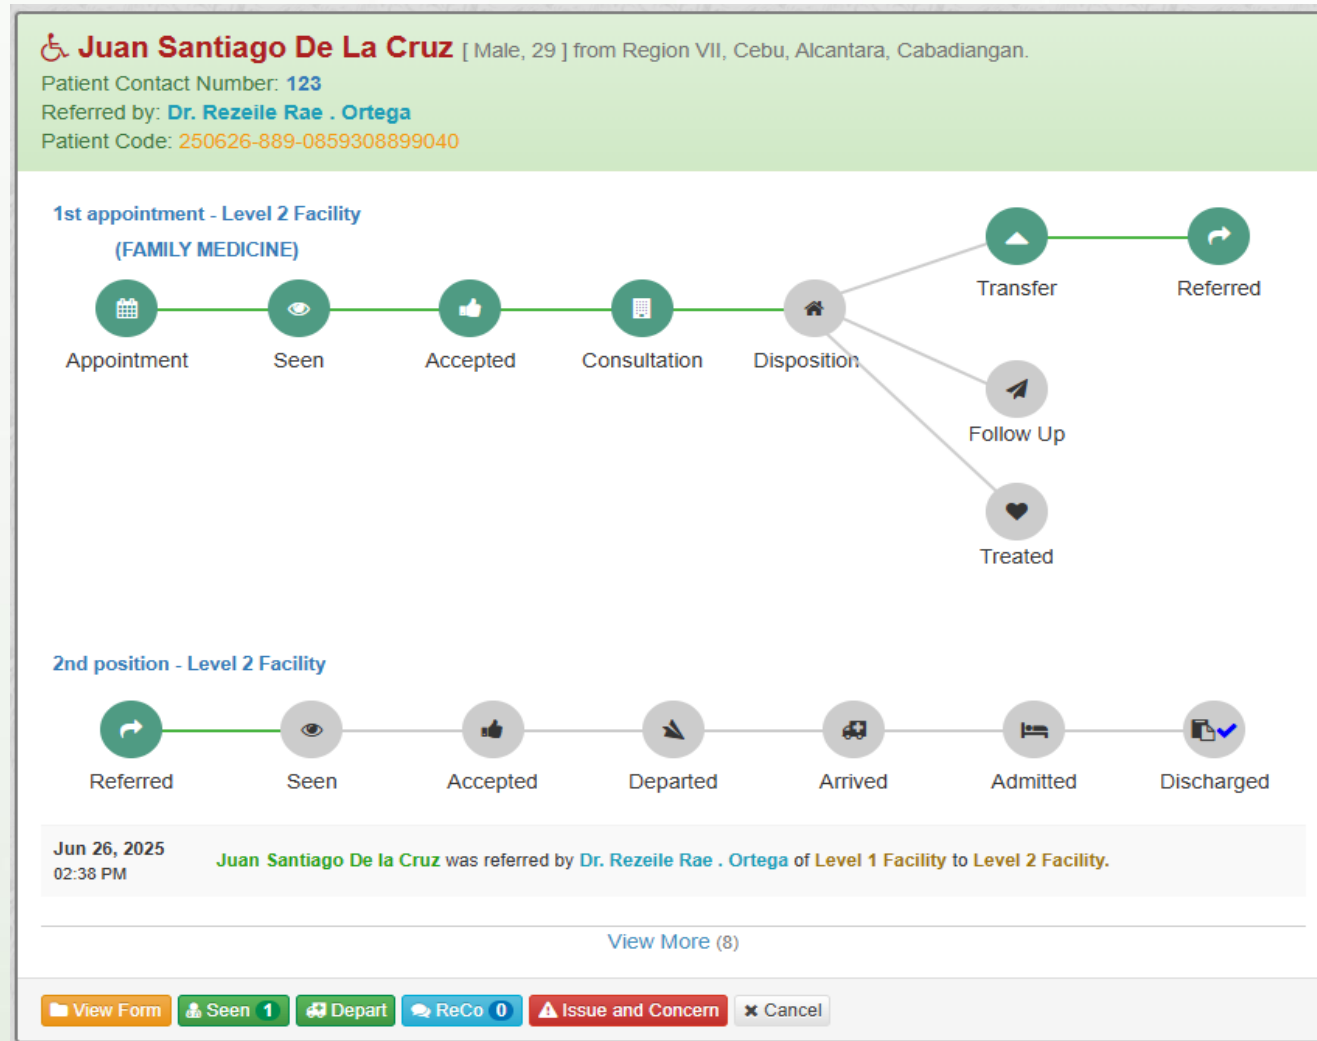 Juan Santiago De La Cruz [ Male, 29 ] from Region VII, Cebu, Alcantara, Cabadiangan.
Patient Contact Number: 123
Referred by: Dr. Rezeile Rae . Ortega
Patient Code: 250626-889-0859308899040
1st appointment - Level 2 Facility
(FAMILY MEDICINE)
Appointment Seen Accepted Consultation Disposition
Transfer Referred
Follow Up
Treated
2nd position - Level 2 Facility
Referred Seen Accepted Departed Arrived Admitted Discharged
Jun 26, 2025
02:38 PM
Juan Santiago De la Cruz was referred by Dr. Rezeile Rae . Ortega of Level 1 Facility to Level 2 Facility.
View More (8)
View Form Seen 1 Depart ReCo 0 Issue and Concern Cancel